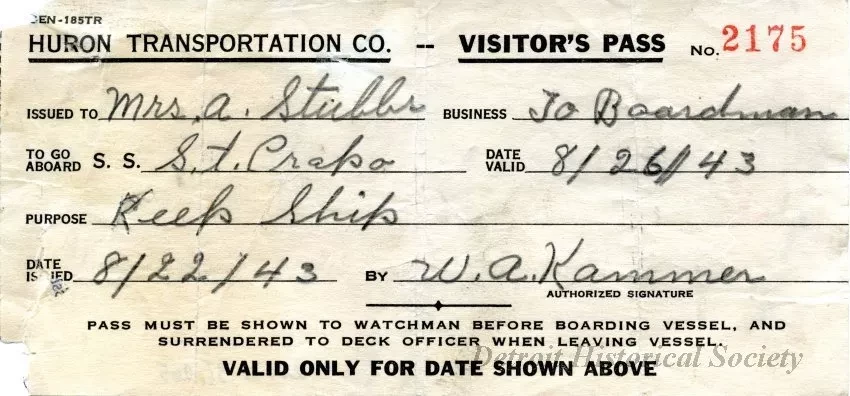 CEN-185TR
HURON TRANSPORTATION CO. -- VISITOR'S PASS No. 2175
ISSUED TO Mrs. A. Stubbs BUSINESS To Boardman
TO GO ABOARD S. S. S. T. Crapo DATE VALID 8/26/43
PURPOSE Keep Ship
DATE ISSUED 8/22/43 BY W. A. Kammer
AUTHORIZED SIGNATURE
PASS MUST BE SHOWN TO WATCHMAN BEFORE BOARDING VESSEL, AND
SURRENDERED TO DECK OFFICER WHEN LEAVING VESSEL.
Detroit Historical Society
VALID ONLY FOR DATE SHOWN ABOVE